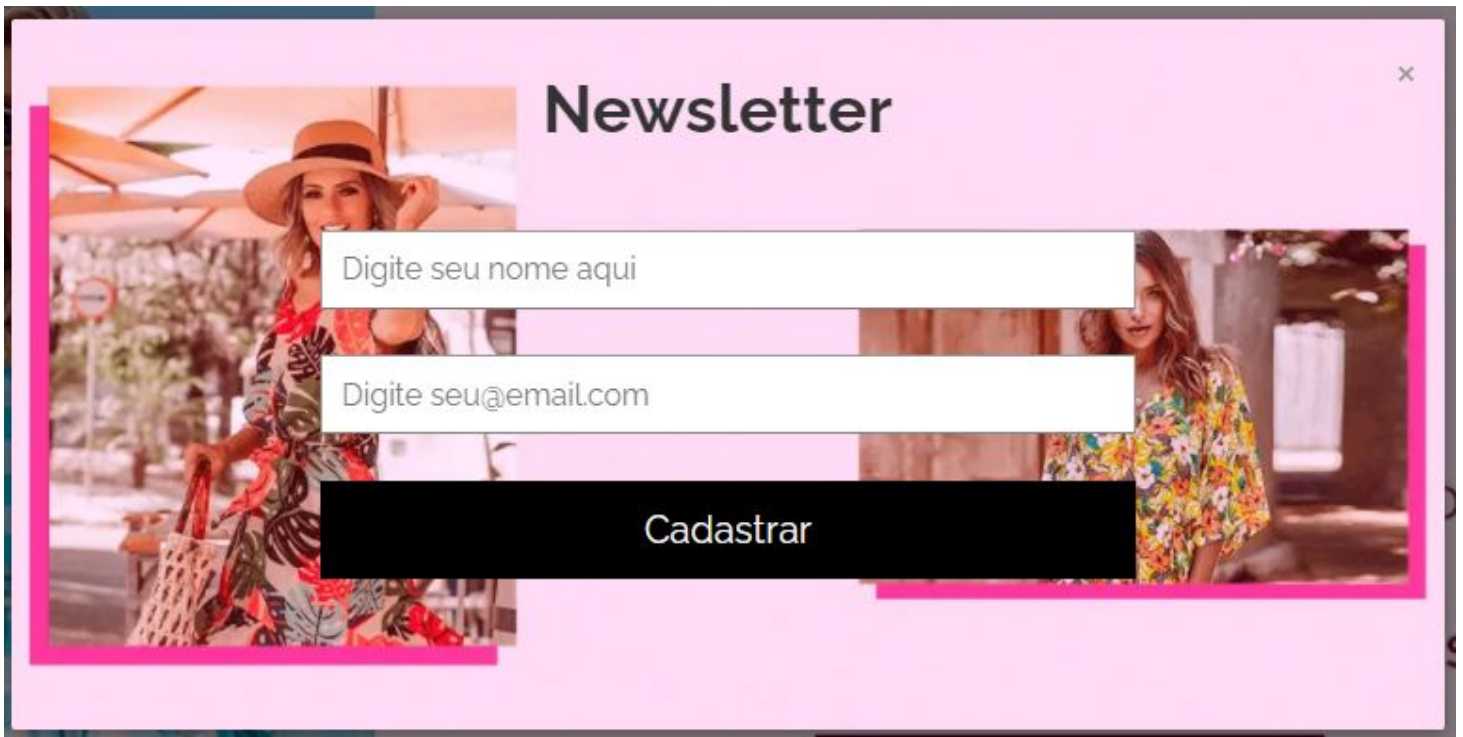 Newsletter
×
Digite seu nome aqui
Digite seu@email.com
Cadastrar